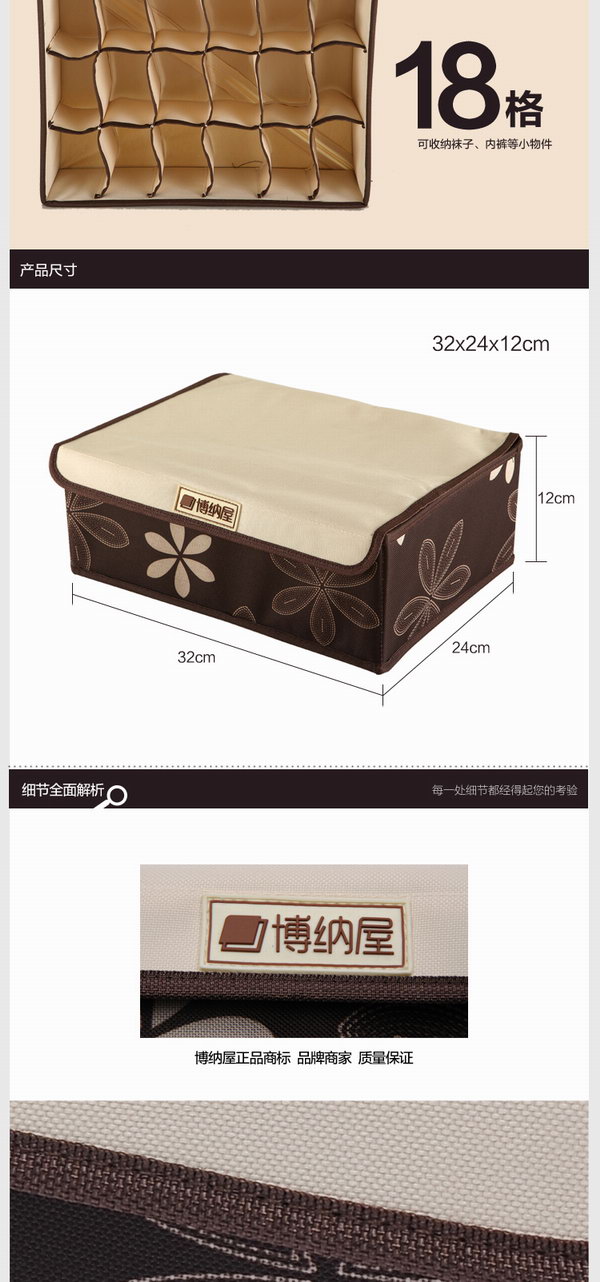 18格
可收纳袜子、内裤等小物件
产品尺寸
32x24x12cm
12cm
博纳屋
32cm
24cm
细节全面解析
每一处细节都经得起您的考验
博纳屋
博纳屋正品商标 品牌商家 质量保证